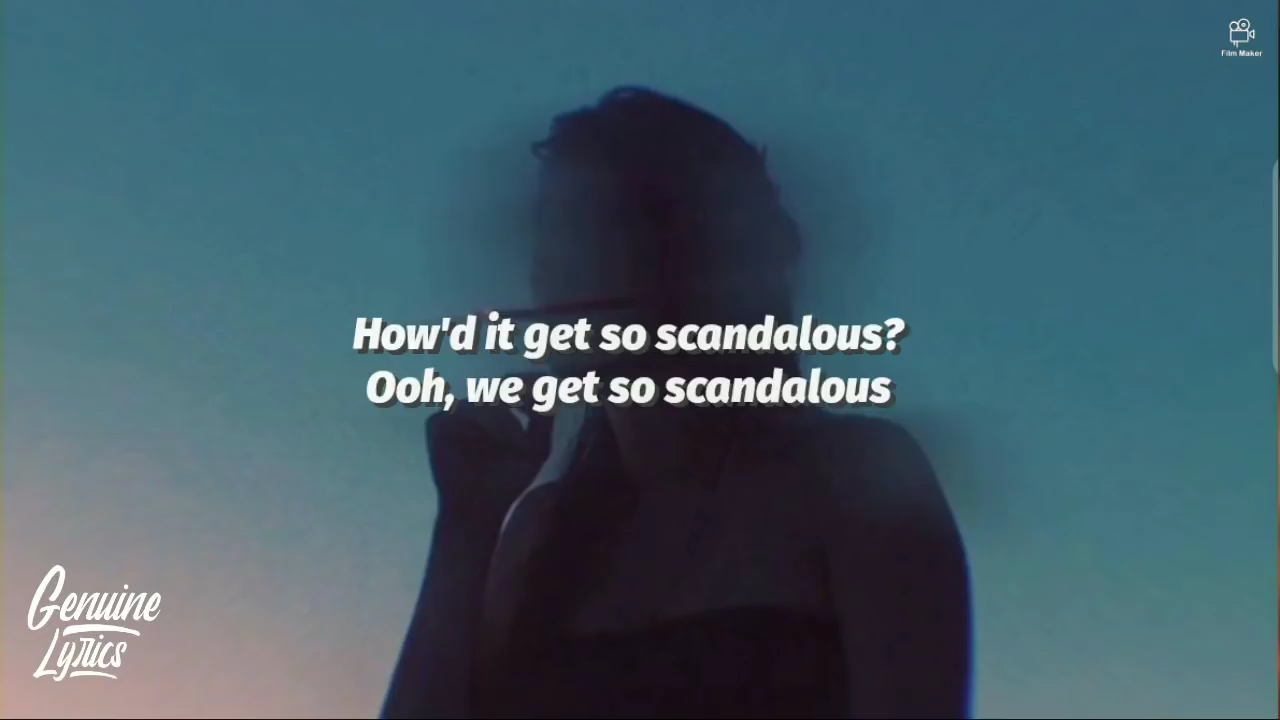 Film Maker
How'd it get so scandalous?
Ooh, we get so scandalous
Genuine
Lyrics